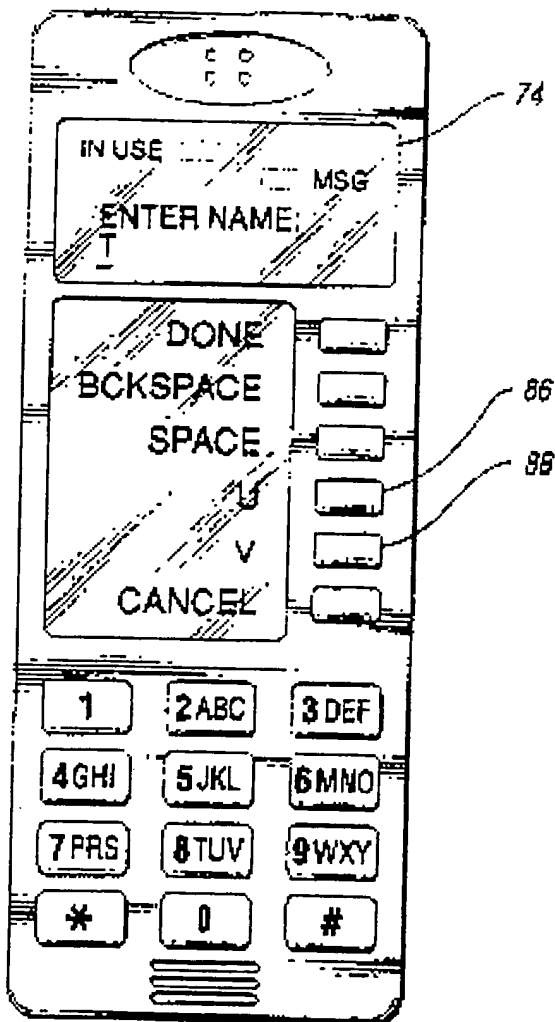 74
IN USE
MSG
ENTER NAME:
T
DONE
BCKSPACE
SPACE
U
V
CANCEL
86
88
1 2ABC 3DEF
4GHI 5JKL 6MNO
7PRS 8TUV 9WXY
* 0 #